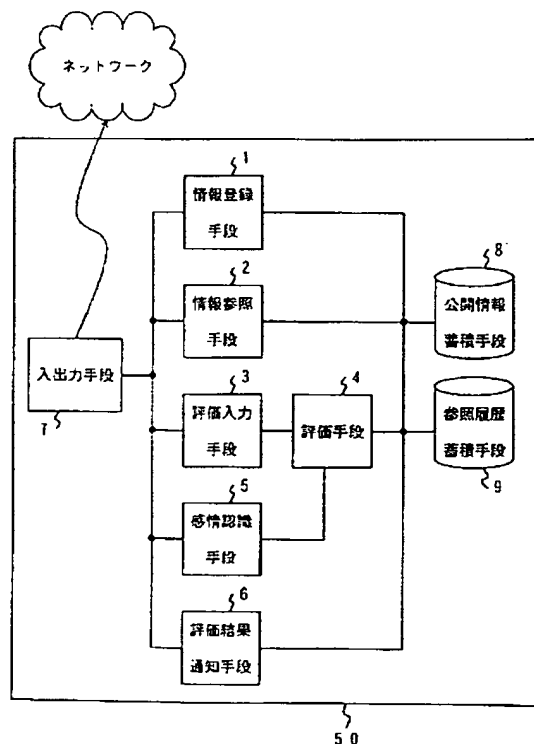 ネットワーク
1
情報登録
手段
2
情報参照
手段
8
公開情報
蓄積手段
入出力手段
7
3
評価入力
手段
4
評価手段
参照履歴
蓄積手段
9
5
感情認識
手段
6
評価結果
通知手段
50